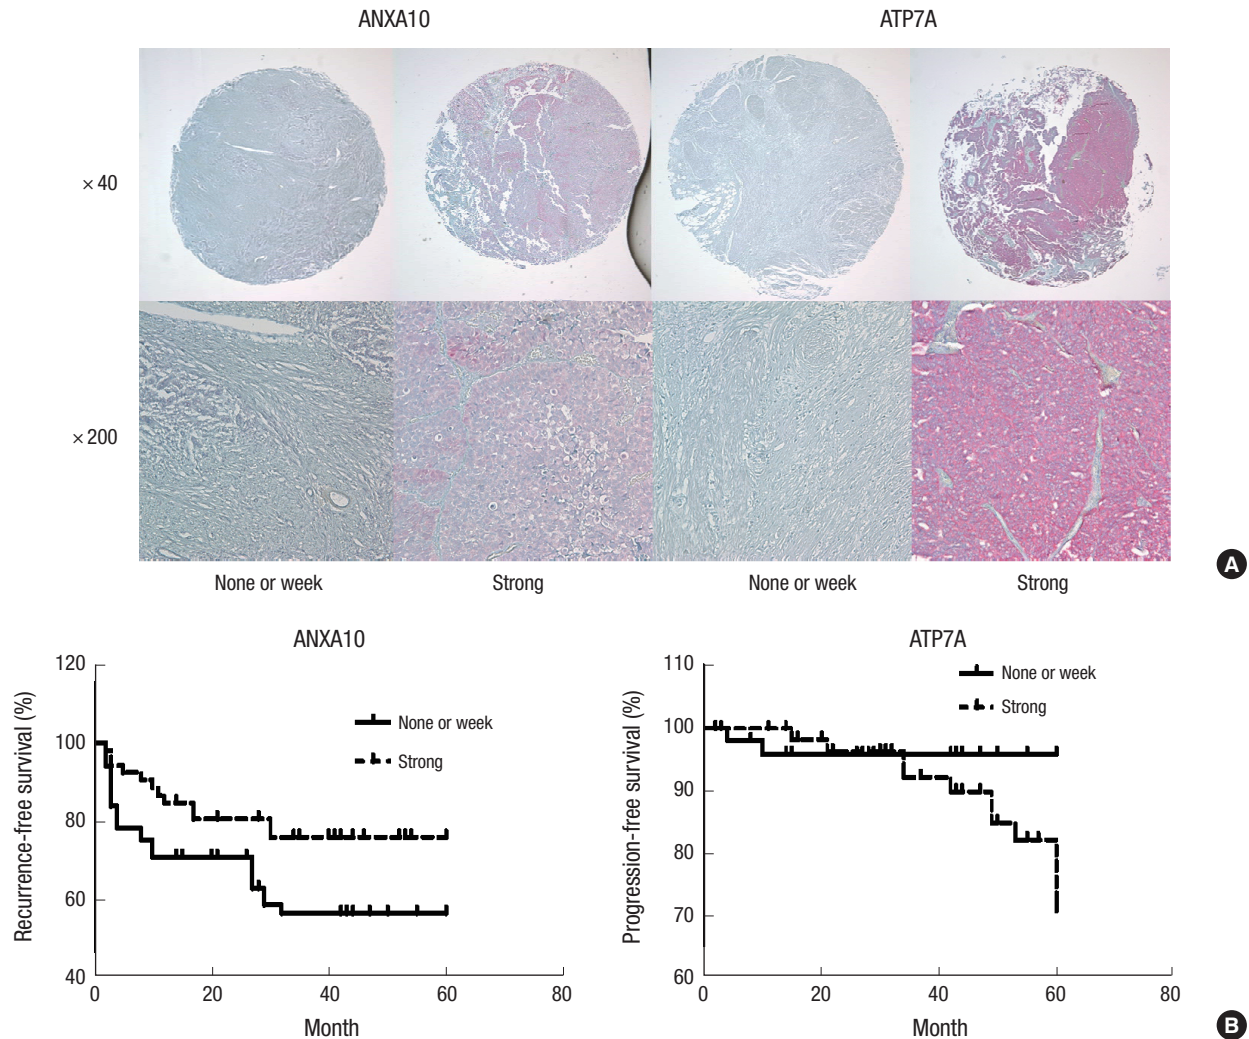 ANXA10 ATP7A
× 40
× 200
None or week Strong None or week Strong
A
ANXA10
Recurrence-free survival (%)
120
100
80
60
40
0 20 40 60 80
Month
None or week
Strong
ATP7A
Progression-free survival (%)
110
100
90
80
70
60
0 20 40 60 80
Month
None or week
Strong
B